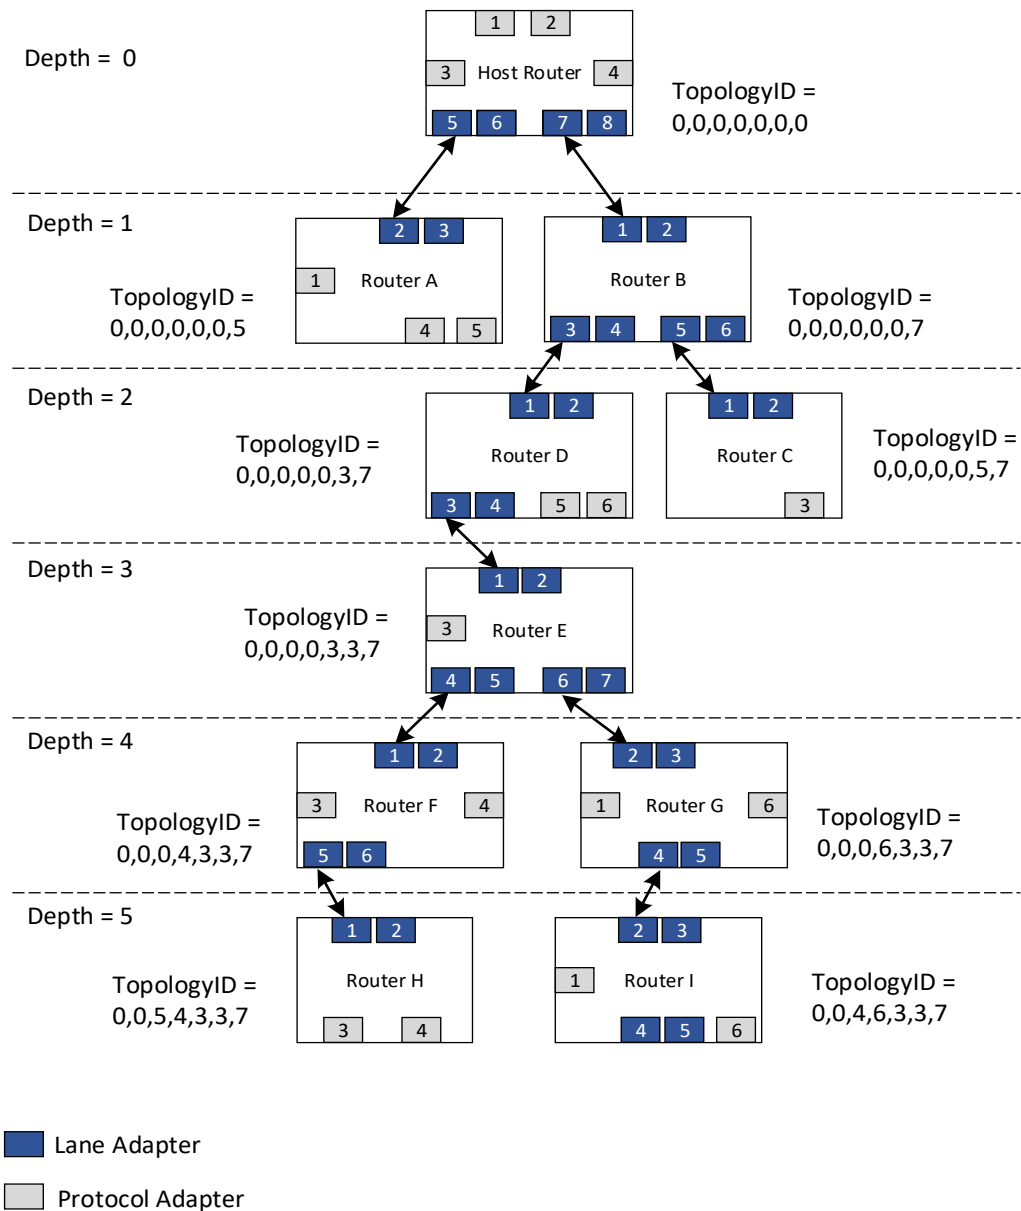 Depth =  0
1 2
3 Host Router 4
TopologyID =
0,0,0,0,0,0,0
5 6 7 8
Depth = 1
2 3
1 Router A
TopologyID =
0,0,0,0,0,0,5
4 5
1 2
Router B
TopologyID =
0,0,0,0,0,0,7
3 4 5 6
Depth = 2
TopologyID =
0,0,0,0,0,3,7
1 2
Router D
3 4 5 6
1 2
Router C
3
TopologyID =
0,0,0,0,0,5,7
Depth = 3
TopologyID =
0,0,0,0,3,3,7
1 2
3 Router E
4 5 6 7
Depth = 4
TopologyID =
0,0,0,4,3,3,7
1 2
3 Router F 4
5 6
2 3
1 Router G 6
4 5
TopologyID =
0,0,0,6,3,3,7
Depth = 5
TopologyID =
0,0,5,4,3,3,7
1 2
Router H
3 4
2 3
1 Router I
4 5 6
TopologyID =
0,0,4,6,3,3,7
Lane Adapter
Protocol Adapter